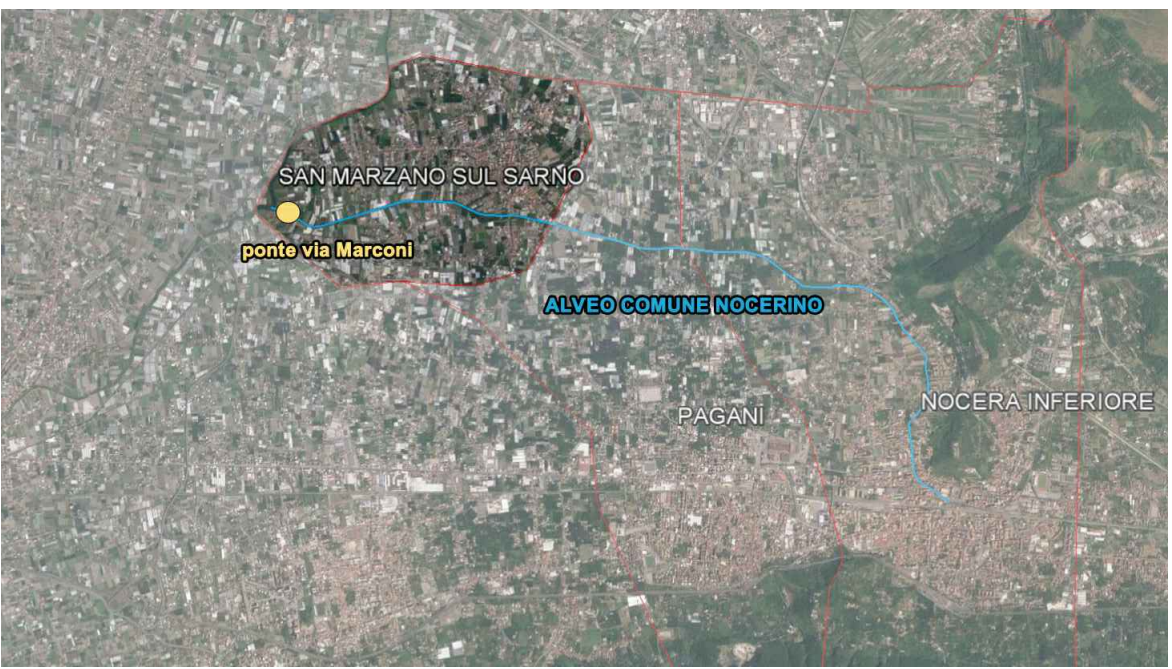 SAN MARZANO SUL SARNO
ponte via Marconi
ALVEO COMUNE NOCERINO
PAGANI
NOCERA INFERIORE